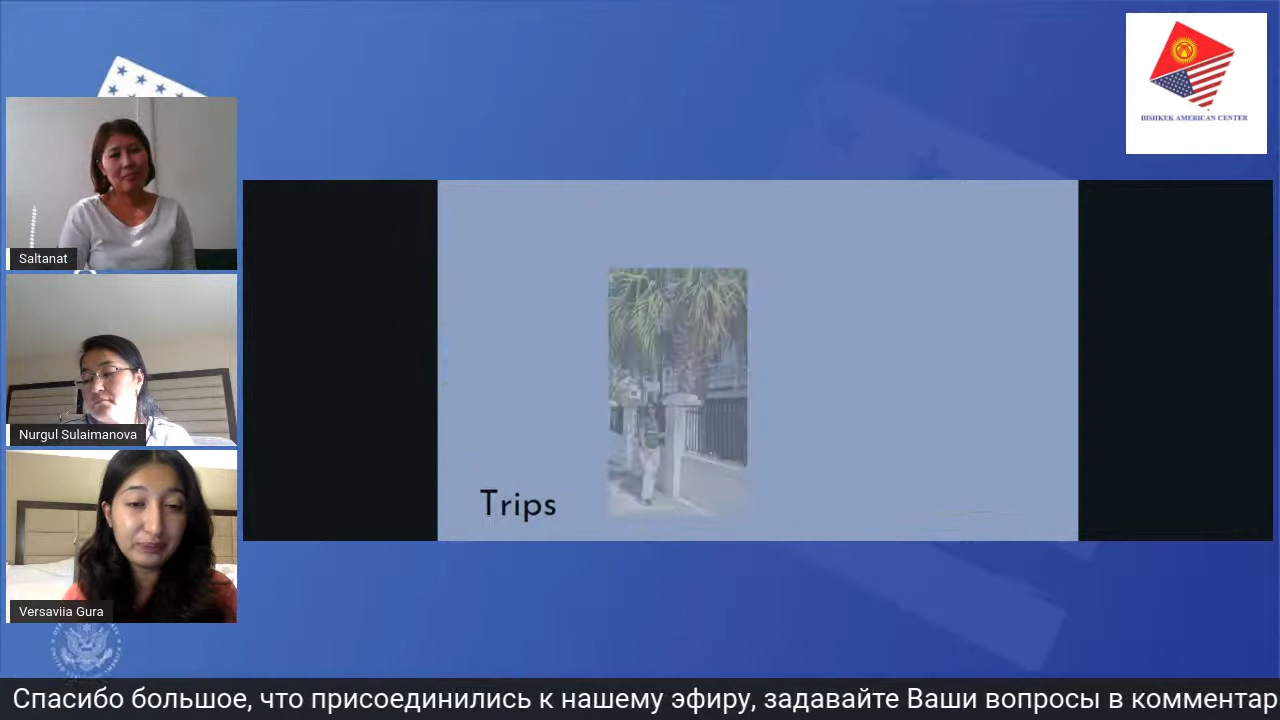 BISHKEK AMERICAN CENTER
Saltanat
Nurgul Sulaimanova
Versaviia Gura
Trips
Спасибо большое, что присоединились к нашему эфиру, задавайте Ваши вопросы в комментар